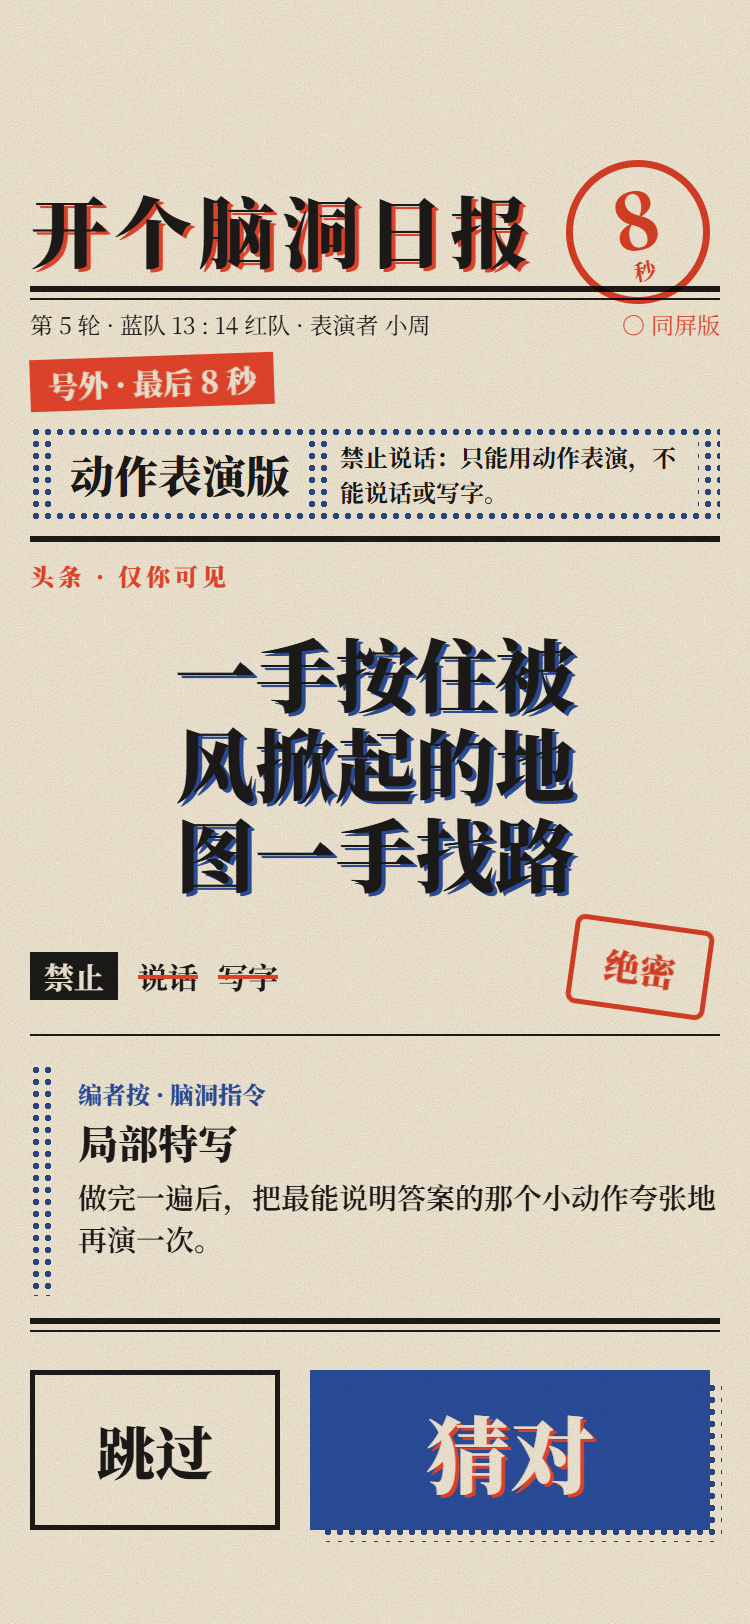 开个脑洞日报
8
秒
第 5 轮 · 蓝队 13 : 14 红队 · 表演者 小周
〇 同屏版
号外 · 最后 8 秒
动作表演版
禁止说话：只能用动作表演，不
能说话或写字。
头条 · 仅你可见
一手按住被
风掀起的地
图一手找路
禁止 说话 写字
绝密
编者按 · 脑洞指令
局部特写
做完一遍后，把最能说明答案的那个小动作夸张地
再演一次。
跳过
猜对